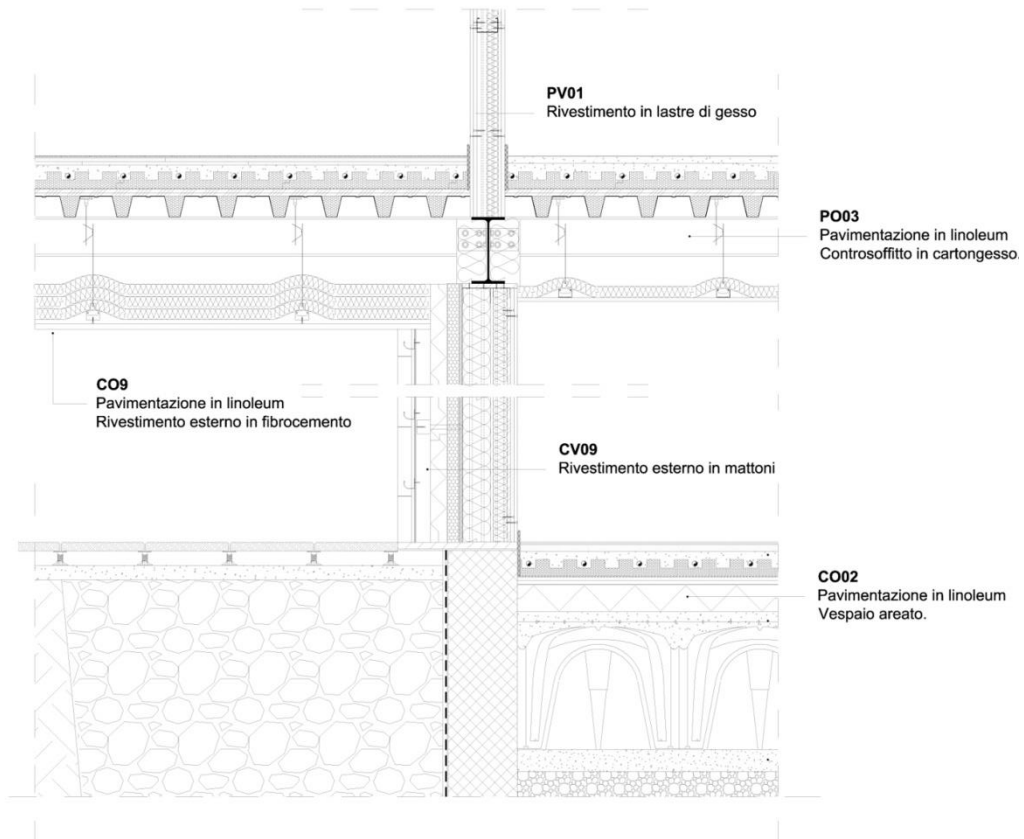 PV01
Rivestimento in lastre di gesso
PO03
Pavimentazione in linoleum
Controsoffitto in cartongesso.
CO9
Pavimentazione in linoleum
Rivestimento esterno in fibrocemento
CV09
Rivestimento esterno in mattoni
CO02
Pavimentazione in linoleum
Vespaio areato.